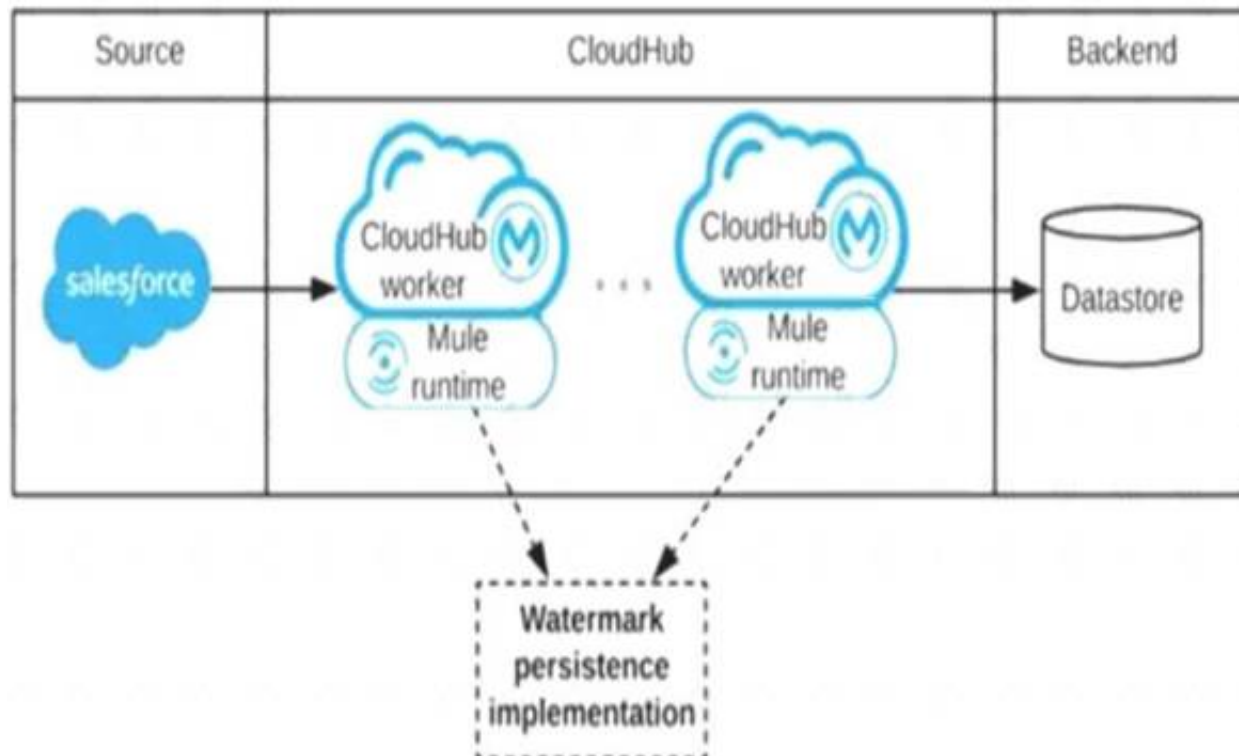 Source
CloudHub
Backend
salesforce
CloudHub
worker
Mule
runtime
CloudHub
worker
Mule
runtime
Datastore
Watermark
persistence
implementation